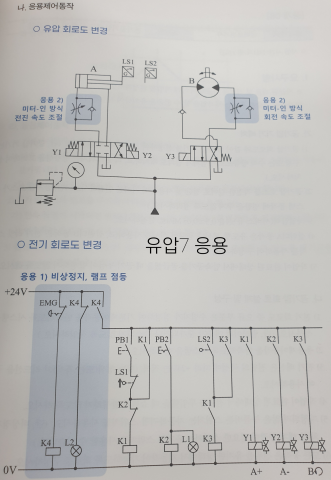 나. 응용제어동작
○ 유압 회로도 변경
LS1 LS2
A
B
응용 2)
미터-인 방식
전진 속도 조절
응용 2)
미터-인 방식
회전 속도 조절
Y1 Y2 Y3
○ 전기 회로도 변경
유압7 응용
응용 1) 비상정지, 램프 점등
+24V
EMG K4 K4
PB1 K1 PB2 LS2 K3 K1 K2 K3
LS1
K2 K1
K4 L2 K1 K2 L1 K3 Y1 Y2 Y3
0V
A+ A- B